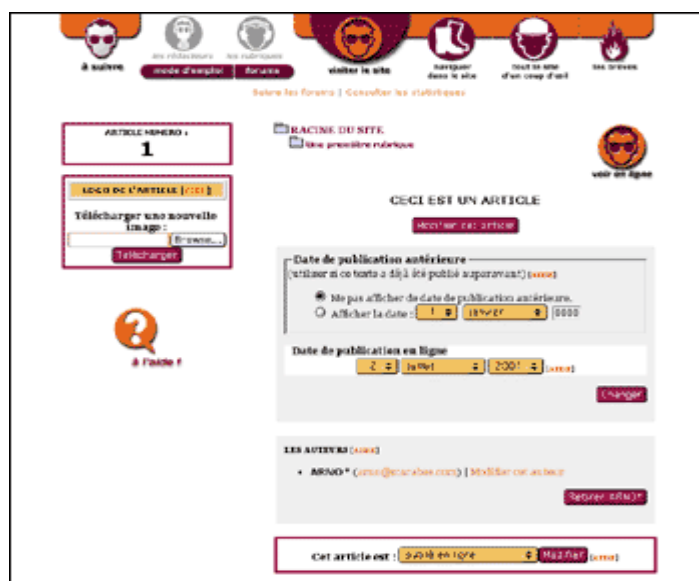 à suivre
les rédacteurs
les rubriques
mode d'emploi
forums
visiter le site
naviguer
dans le site
tout le site
d'un coup d'œil
les brèves
Suivre les forums | Consulter les statistiques
ARTICLE NUMÉRO :
1
RACINE DU SITE
Une première rubrique
voir en ligne
LOGO DE L'ARTICLE
Télécharger une nouvelle
image :
Browse...
Télécharger
CECI EST UN ARTICLE
Modifier cet article
Date de publication antérieure
(utiliser si ce texte a déjà été publié auparavant)
Ne pas afficher de date de publication antérieure.
Afficher la date : 1 janvier 0000
à l'aide !
Date de publication en ligne
2 juillet 2001
Changer
LES AUTEURS
• ARNO* | Modifier cet auteur
Retirer ARNO*
Cet article est : publié en ligne Modifier